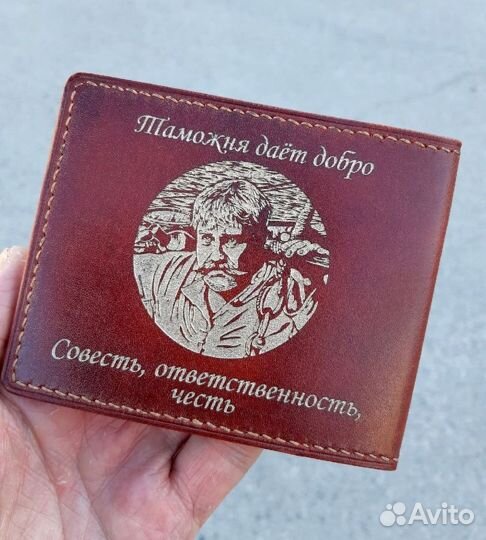 Таможня даёт добро
Совесть, ответственность,
честь
Avito